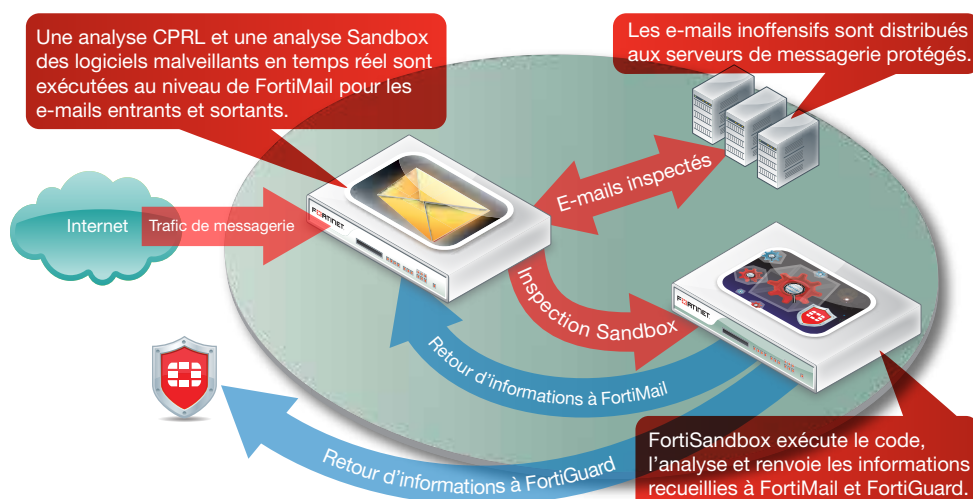 Une analyse CPRL et une analyse Sandbox
des logiciels malveillants en temps réel sont
exécutées au niveau de FortiMail pour les
e-mails entrants et sortants.
Les e-mails inoffensifs sont distribués
aux serveurs de messagerie protégés.
E-mails inspectés
Internet
Trafic de messagerie
FORTINET
Inspection Sandbox
FORTINET
Retour d'informations à FortiMail
Retour d'informations à FortiGuard
FortiSandbox exécute le code,
l'analyse et renvoie les informations
recueillies à FortiMail et FortiGuard.